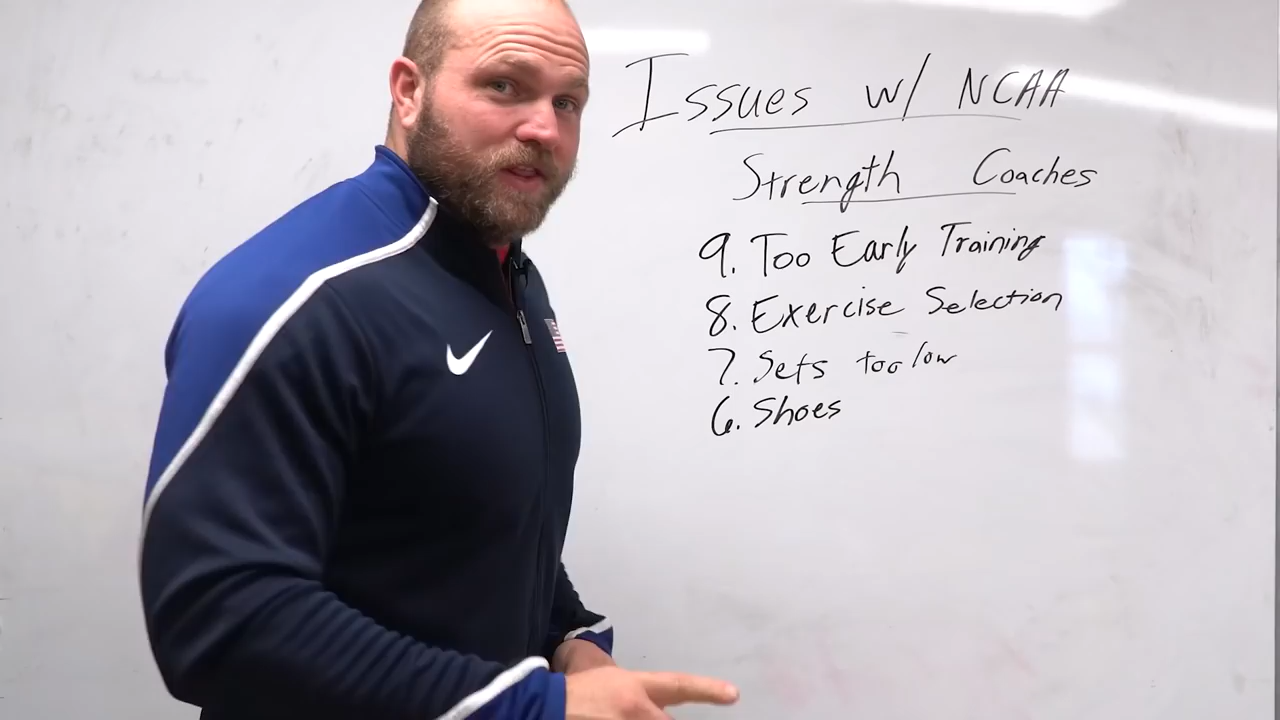 Issues w/ NCAA
Strength Coaches
9. Too Early Training
8. Exercise Selection
7. Sets too low
6. Shoes